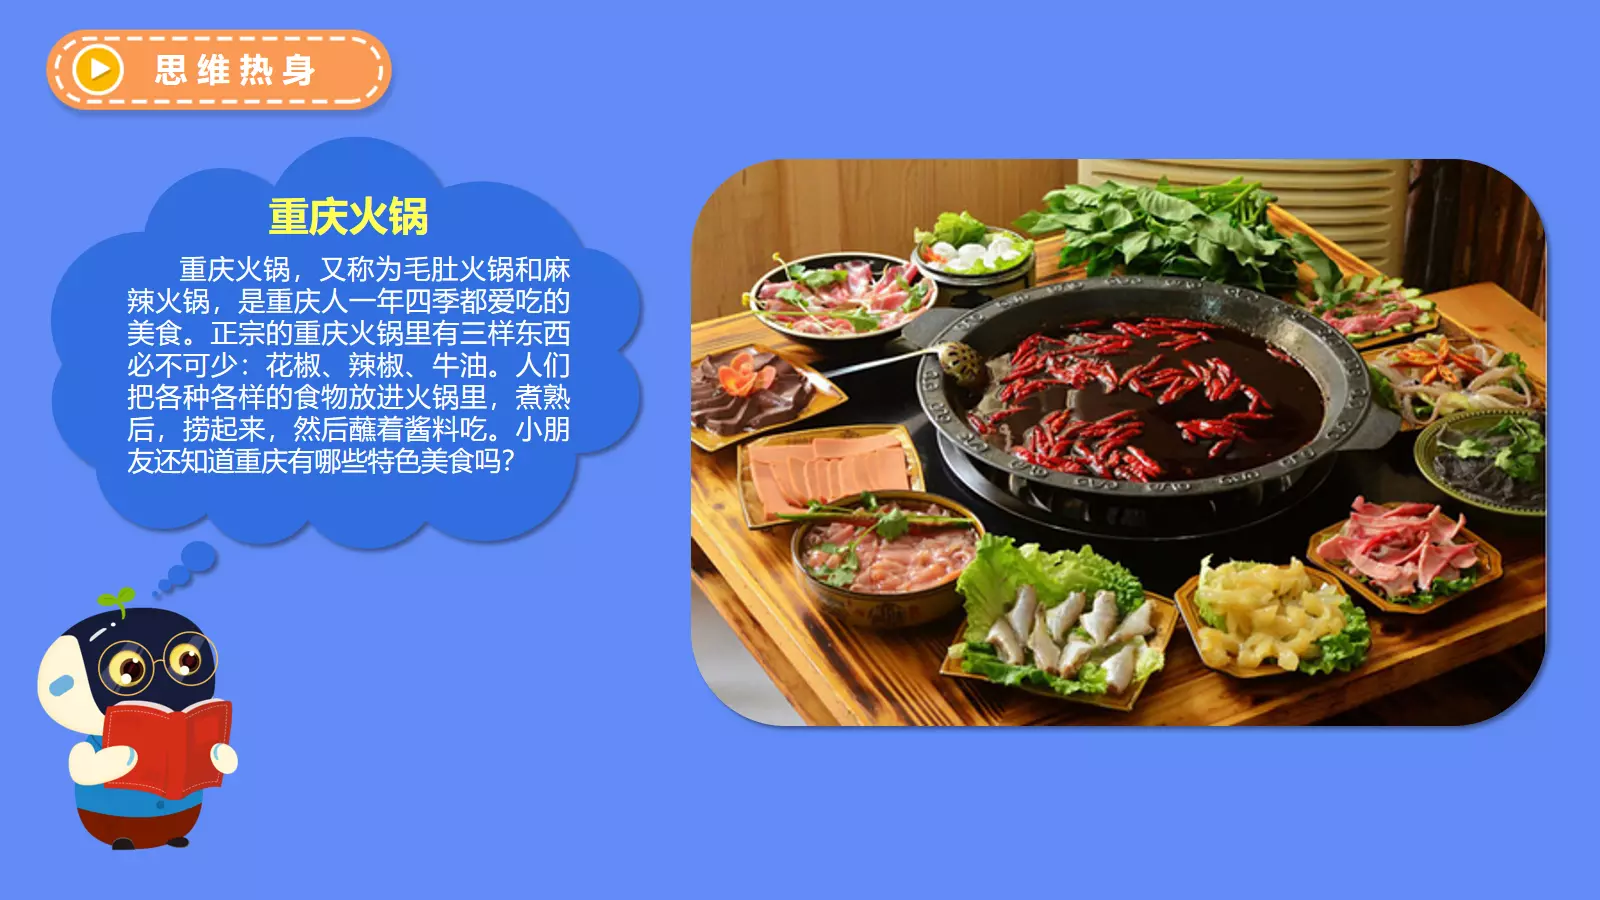 思维热身
重庆火锅
重庆火锅，又称为毛肚火锅和麻
辣火锅，是重庆人一年四季都爱吃的
美食。正宗的重庆火锅里有三样东西
必不可少：花椒、辣椒、牛油。人们
把各种各样的食物放进火锅里，煮熟
后，捞起来，然后蘸着酱料吃。小朋
友还知道重庆有哪些特色美食吗？